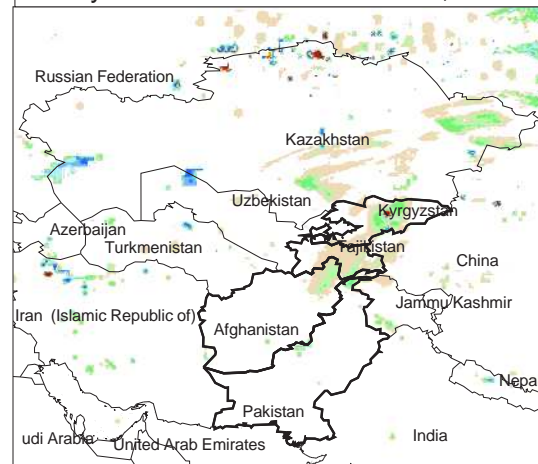 Russian Federation
Kazakhstan
Uzbekistan
Kyrgyzstan
Azerbaijan
Turkmenistan
Tajikistan
China
Jammu Kashmir
Iran (Islamic Republic of)
Afghanistan
Nepa
Pakistan
India
udi Arabia
United Arab Emirates